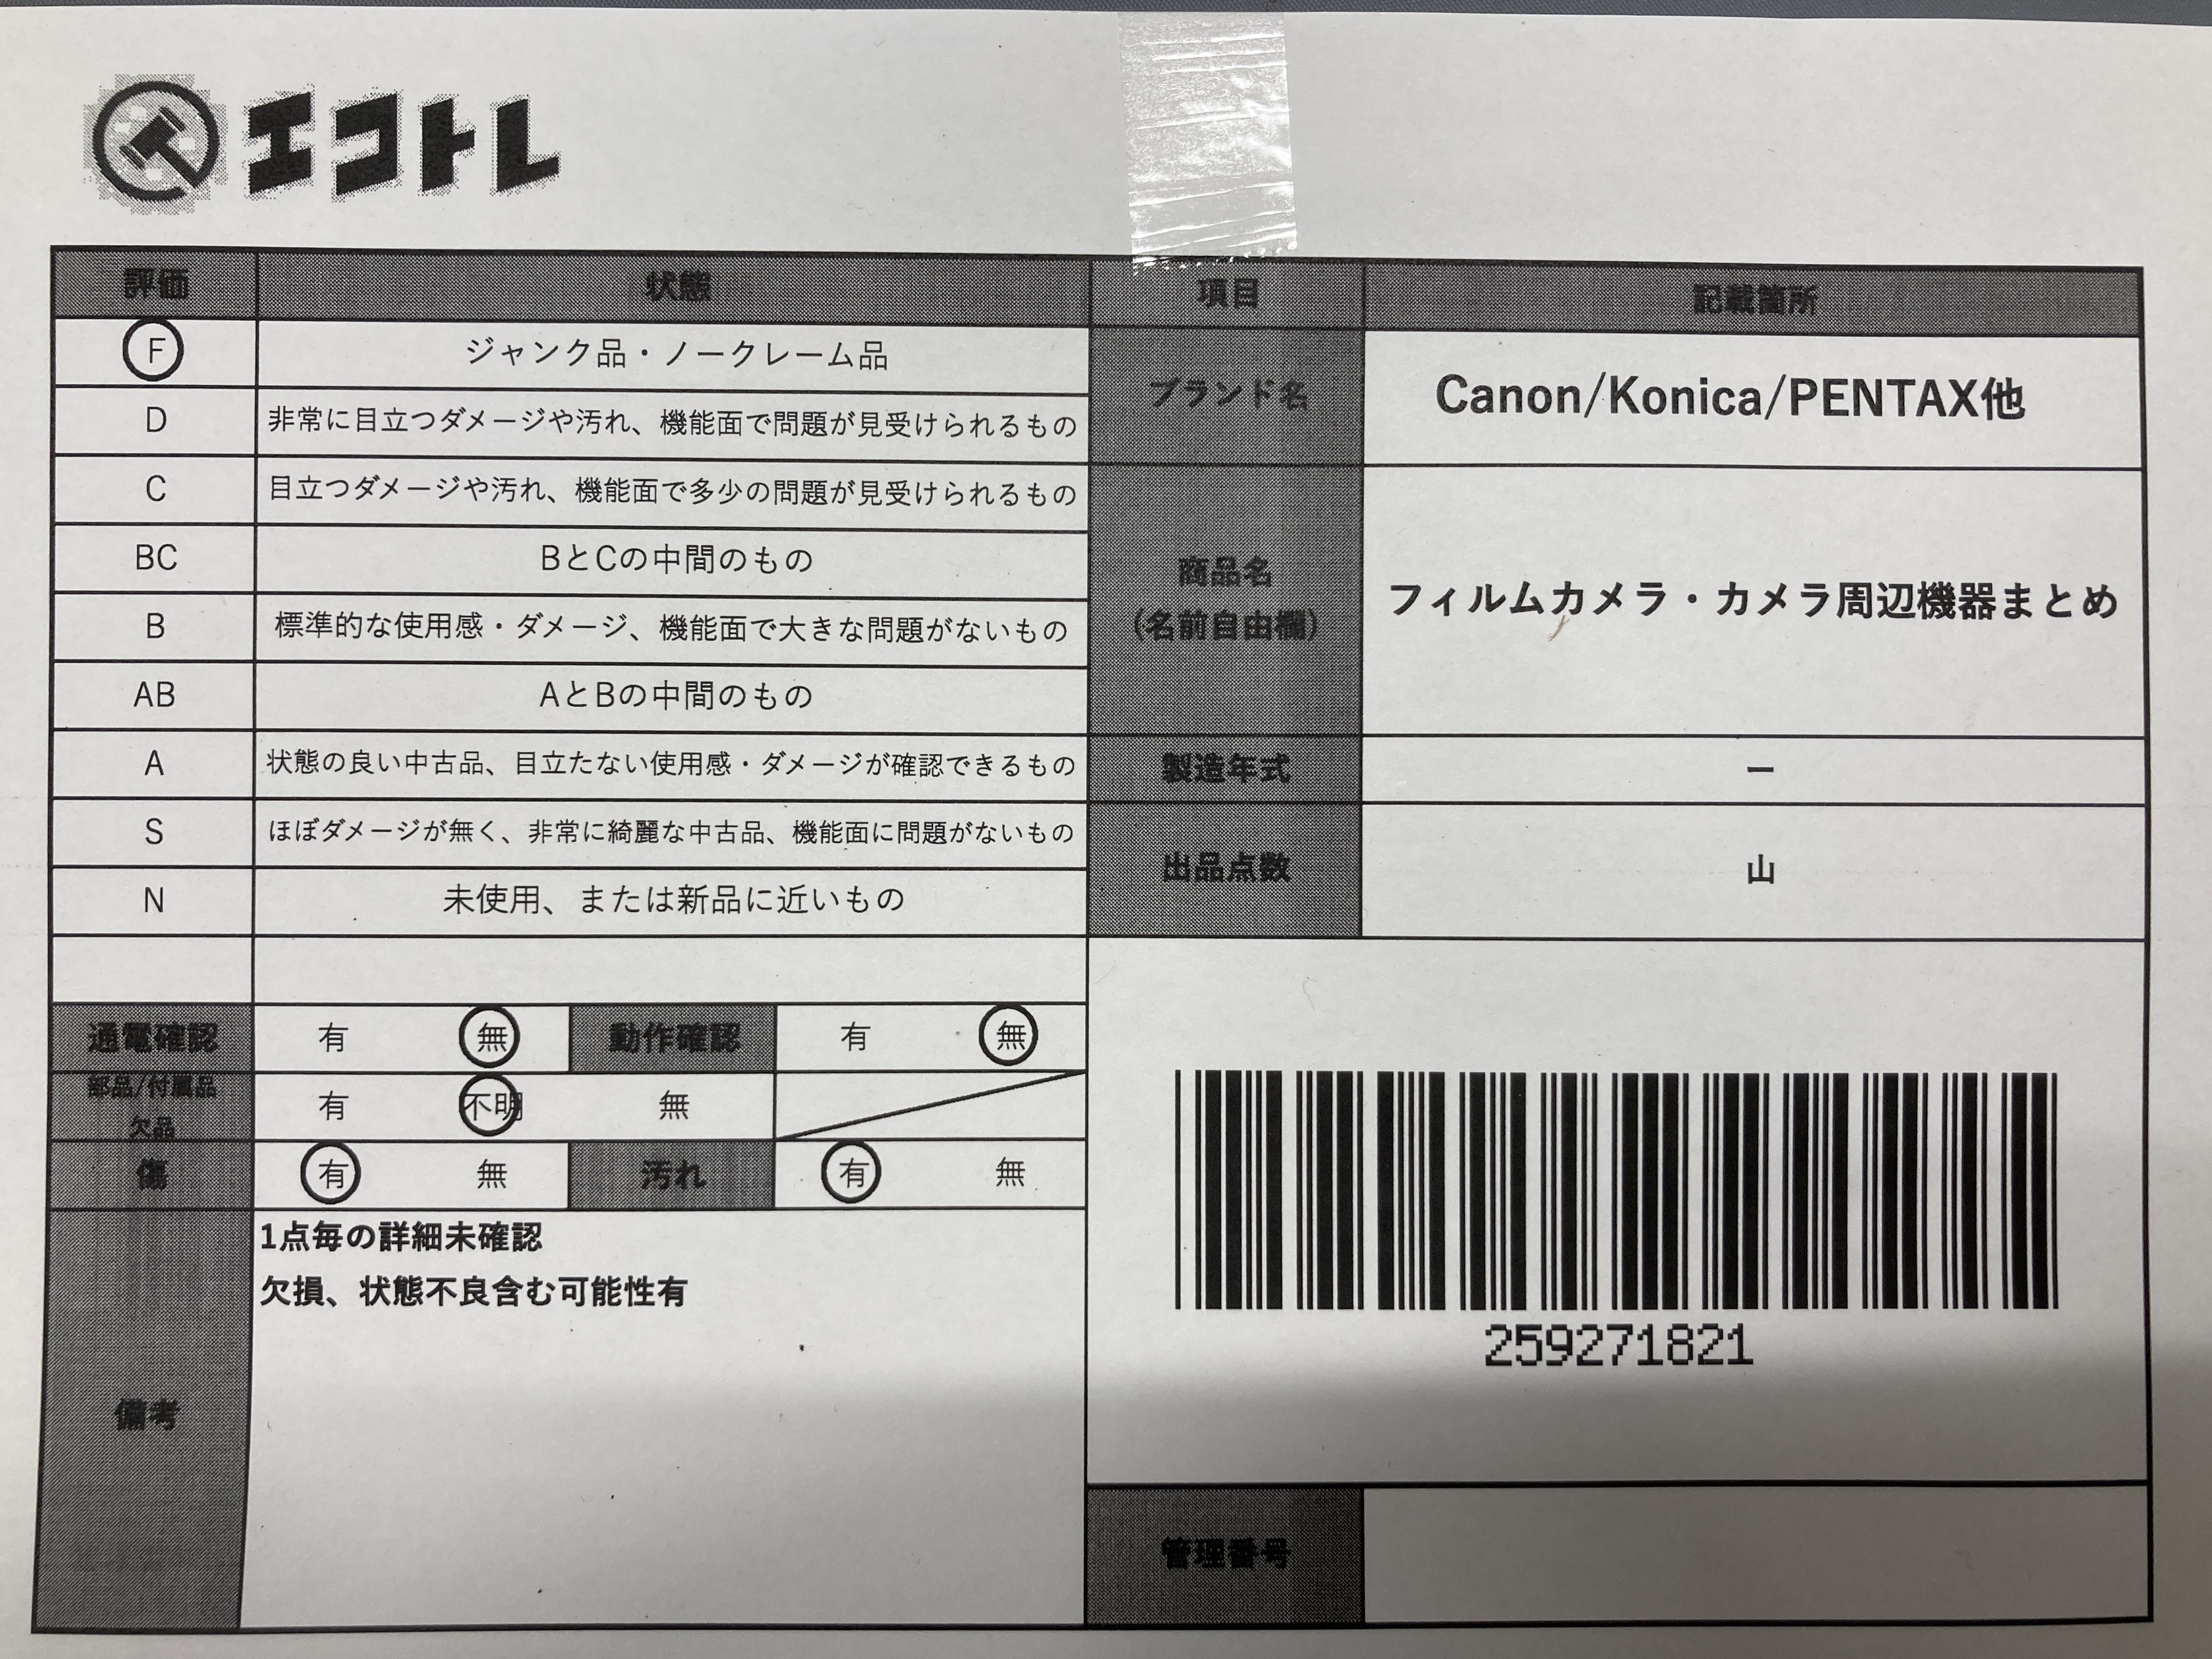 エコトレ
評価 状態
F ジャンク品・ノークレーム品
D 非常に目立つダメージや汚れ、機能面で問題が見受けられるもの
C 目立つダメージや汚れ、機能面で多少の問題が見受けられるもの
BC BとCの中間のもの
B 標準的な使用感・ダメージ、機能面で大きな問題がないもの
AB AとBの中間のもの
A 状態の良い中古品、目立たない使用感・ダメージが確認できるもの
S ほぼダメージが無く、非常に綺麗な中古品、機能面に問題がないもの
N 未使用、または新品に近いもの
通電確認 有 無 動作確認 有 無
部品/付属品
欠品 有 不明 無
傷 有 無 汚れ 有 無
備考
1点毎の詳細未確認
欠損、状態不良含む可能性有
項目 記載箇所
ブランド名 Canon/Konica/PENTAX他
商品名
(名前自由欄)
フィルムカメラ・カメラ周辺機器まとめ
製造年式 ー
出品点数 山
259271821
管理番号